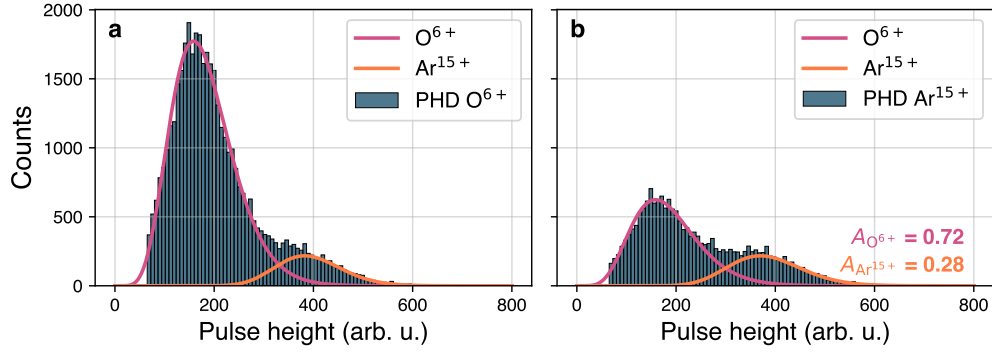 a
O⁶⁺
Ar¹⁵⁺
PHD O⁶⁺
Counts
2000
1500
1000
500
0
0 200 400 600 800
Pulse height (arb. u.)
b
O⁶⁺
Ar¹⁵⁺
PHD Ar¹⁵⁺
A_O⁶⁺ = 0.72
A_Ar¹⁵⁺ = 0.28
0 200 400 600 800
Pulse height (arb. u.)